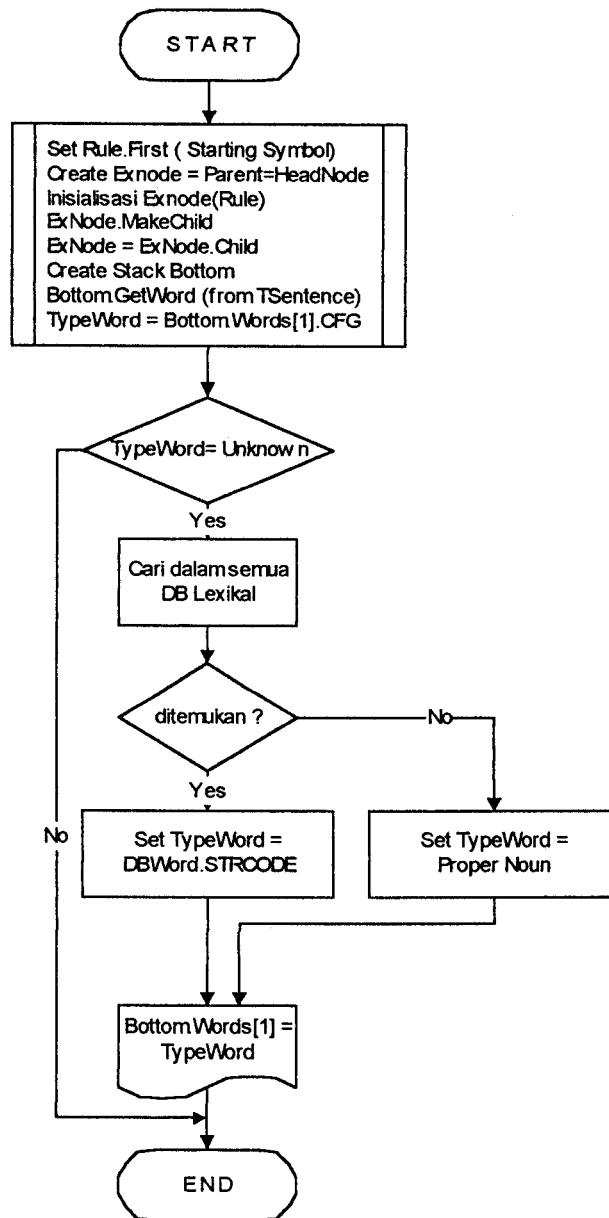 START
Set Rule.First ( Starting Symbol)
Create Exnode = Parent=HeadNode
Inisialisasi Exnode(Rule)
ExNode.MakeChild
ExNode = ExNode.Child
Create Stack Bottom
Bottom.GetWord (from TSentence)
TypeWord = Bottom.Words[1].CFG
TypeWord= Unknown
Yes
Cari dalam semua
DB Lexikal
ditemukan ?
No
Yes
No
Set TypeWord =
DBWord.STRCODE
Set TypeWord =
Proper Noun
Bottom.Words[1] =
TypeWord
END